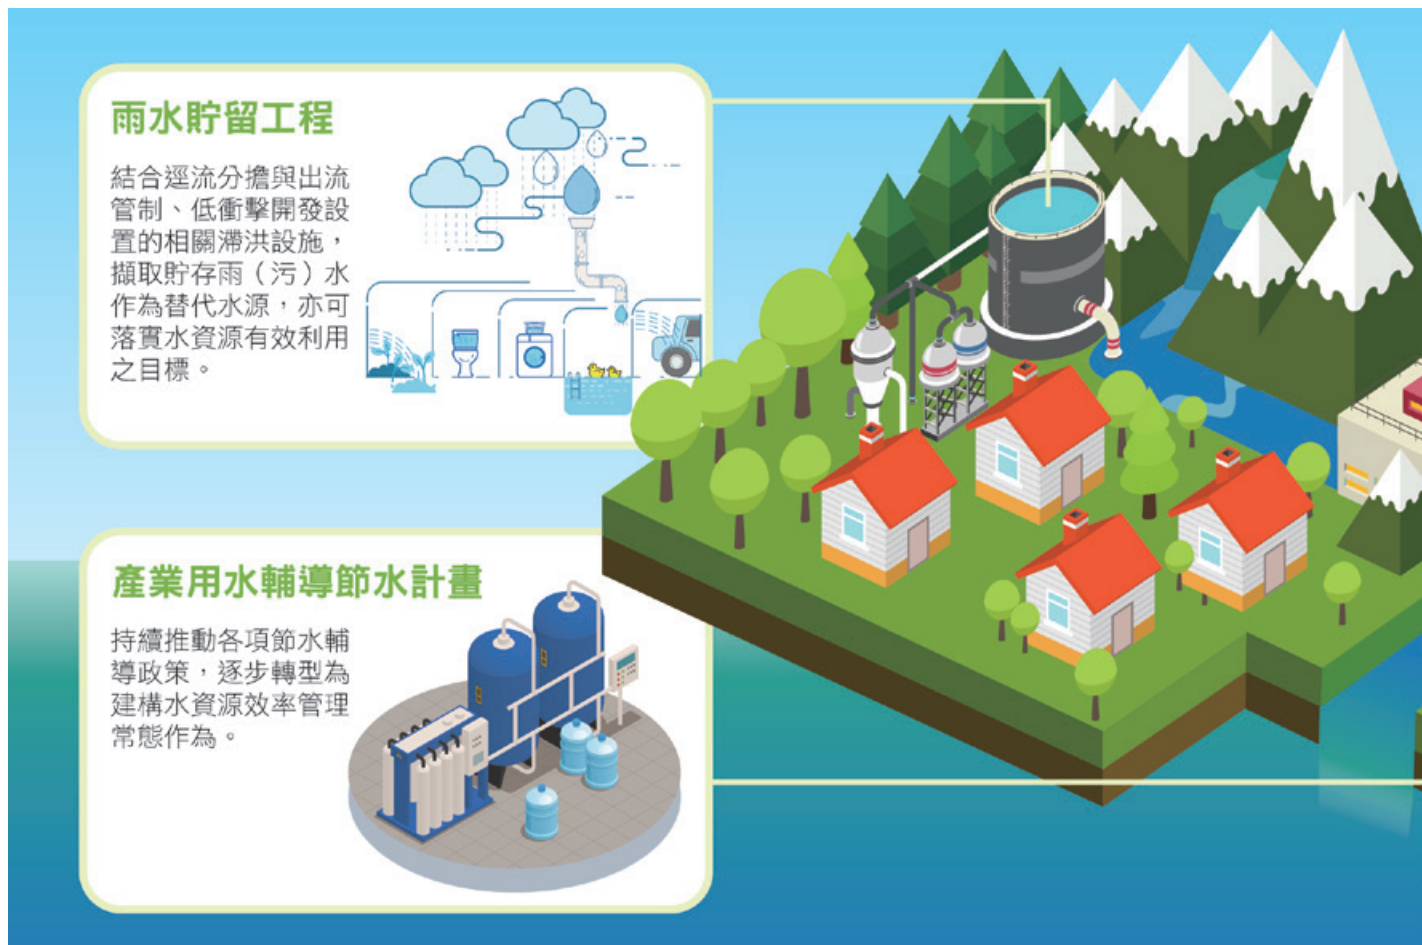 雨水貯留工程
結合逕流分擔與出流
管制、低衝擊開發設
置的相關滯洪設施，
擷取貯存雨（污）水
作為替代水源，亦可
落實水資源有效利用
之目標。
產業用水輔導節水計畫
持續推動各項節水輔
導政策，逐步轉型為
建構水資源效率管理
常態作為。